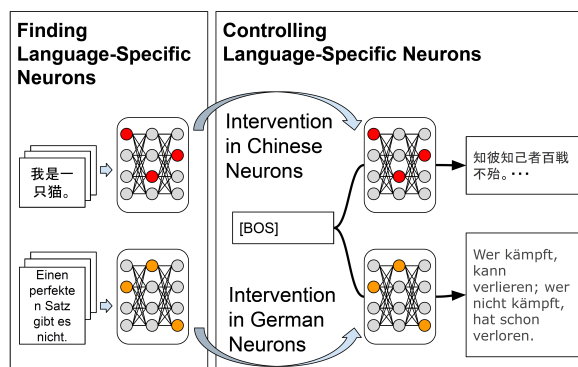 Finding
Language-Specific
Neurons
我是一
只猫。
Einen
perfekte
n Satz
gibt es
nicht.
Controlling
Language-Specific Neurons
Intervention
in Chinese
Neurons
[BOS]
Intervention
in German
Neurons
知彼知己者百戦
不殆。･･･
Wer kämpft,
kann
verlieren; wer
nicht kämpft,
hat schon
verloren.